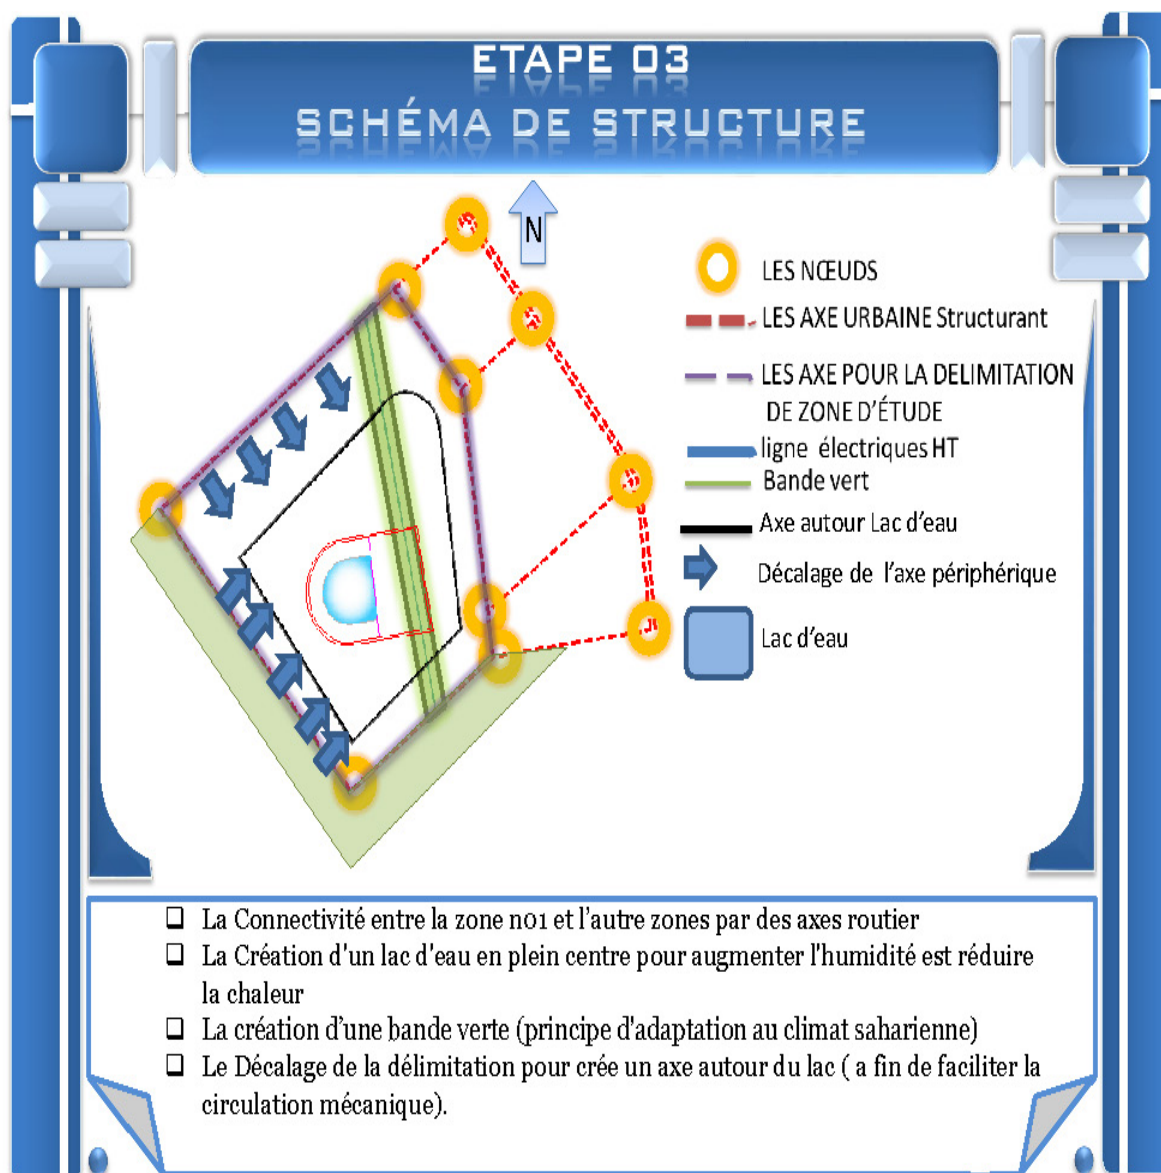 ETAPE 03
SCHÉMA DE STRUCTURE
N
LES NŒUDS
LES AXE URBAINE Structurant
LES AXE POUR LA DELIMITATION
DE ZONE D'ÉTUDE
ligne électriques HT
Bande vert
Axe autour Lac d'eau
Décalage de l'axe périphérique
Lac d'eau
❑ La Connectivité entre la zone n01 et l'autre zones par des axes routier
❑ La Création d'un lac d'eau en plein centre pour augmenter l'humidité est réduire
la chaleur
❑ La création d'une bande verte (principe d'adaptation au climat saharienne)
❑ Le Décalage de la délimitation pour crée un axe autour du lac ( a fin de faciliter la
circulation mécanique).